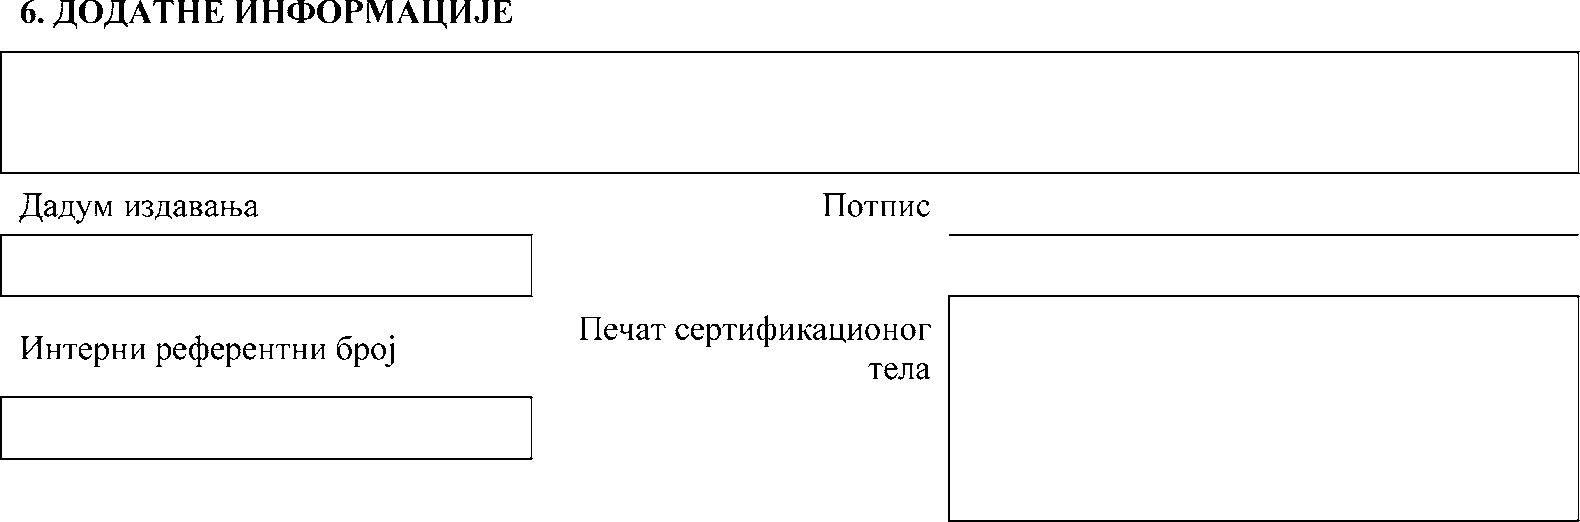 6. ДОДАТНЕ ИНФОРМАЦИЈЕ
Дадум издавања
Потпис
Интерни референтни број
Печат сертификационог
тела